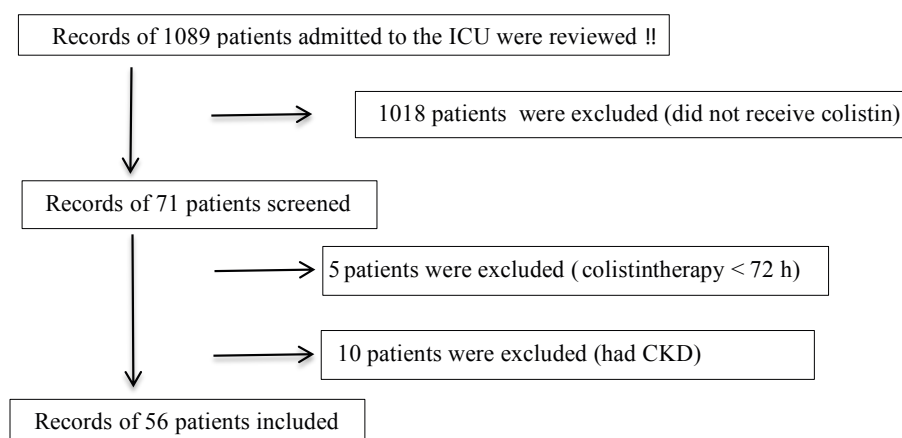 Records of 1089 patients admitted to the ICU were reviewed !!
1018 patients were excluded (did not receive colistin)
Records of 71 patients screened
5 patients were excluded (colistintherapy < 72 h)
10 patients were excluded (had CKD)
Records of 56 patients included